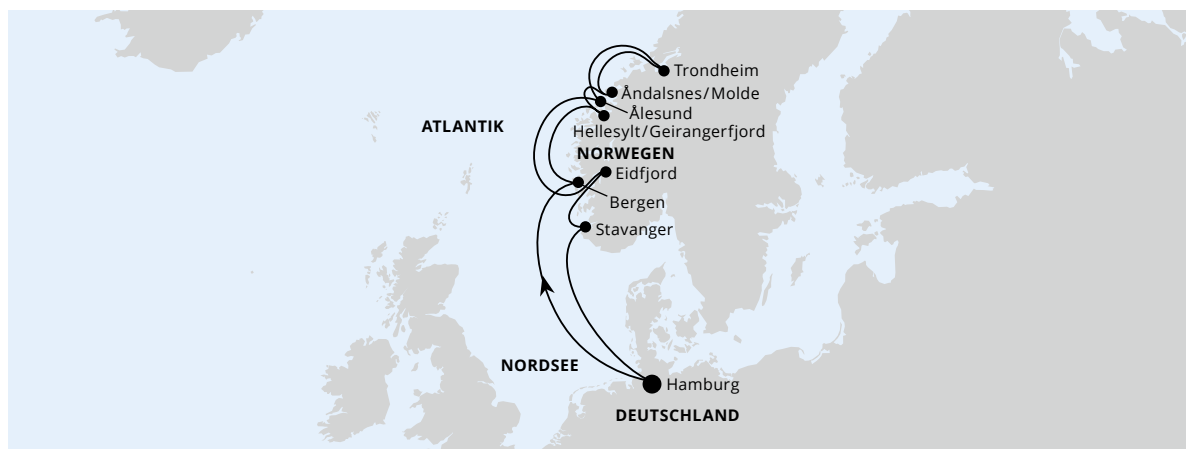 Trondheim
Åndalsnes/Molde
Ålesund
ATLANTIK
Hellesylt/Geirangerfjord
NORWEGEN
Eidfjord
Bergen
Stavanger
NORDSEE
Hamburg
DEUTSCHLAND